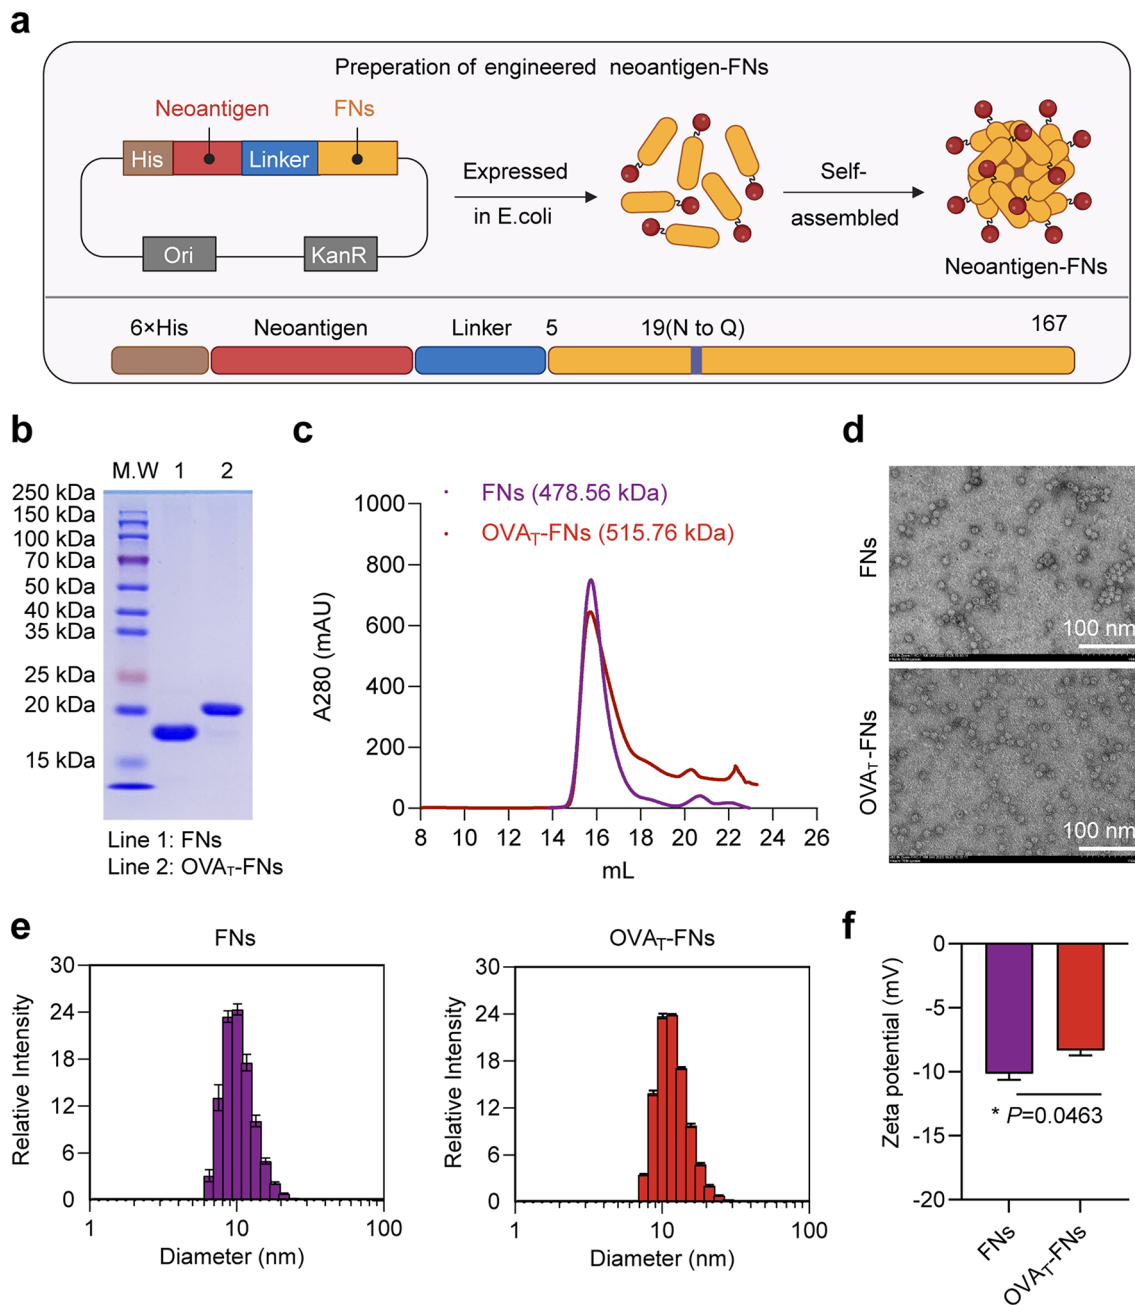 a
Preperation of engineered neoantigen-FNs
Neoantigen
FNs
His
Linker
Ori
KanR
Expressed
in E.coli
Self-
assembled
Neoantigen-FNs
6×His
Neoantigen
Linker
5
19(N to Q)
167
b
M.W 1 2
250 kDa
150 kDa
100 kDa
70 kDa
50 kDa
40 kDa
35 kDa
25 kDa
20 kDa
15 kDa
Line 1: FNs
Line 2: OVAT-FNs
c
FNs (478.56 kDa)
OVAT-FNs (515.76 kDa)
A280 (mAU)
1000
800
600
400
200
0
8 10 12 14 16 18 20 22 24 26
mL
d
FNs
100 nm
OVAT-FNs
100 nm
e
FNs
Relative Intensity
30
24
18
12
6
0
1 10 100
Diameter (nm)
OVAT-FNs
Relative Intensity
30
24
18
12
6
0
1 10 100
Diameter (nm)
f
Zeta potential (mV)
0
-5
-10
-15
-20
* P=0.0463
FNs
OVAT-FNs